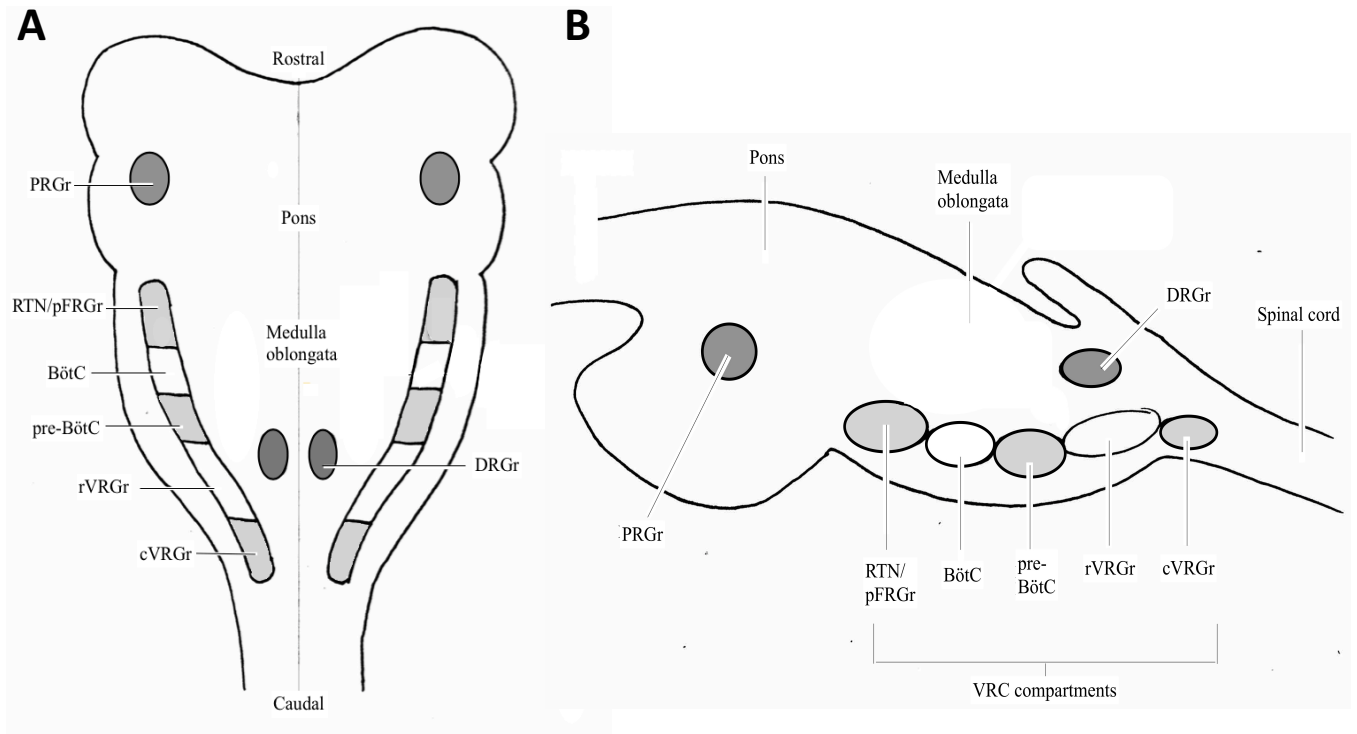 A
Rostral
PRGr
Pons
RTN/pFRGr
Medulla
oblongata
BötC
pre-BötC
DRGr
rVRGr
cVRGr
Caudal
B
Pons
Medulla
oblongata
DRGr
Spinal cord
PRGr
RTN/
pFRGr
BötC
pre-
BötC
rVRGr
cVRGr
VRC compartments